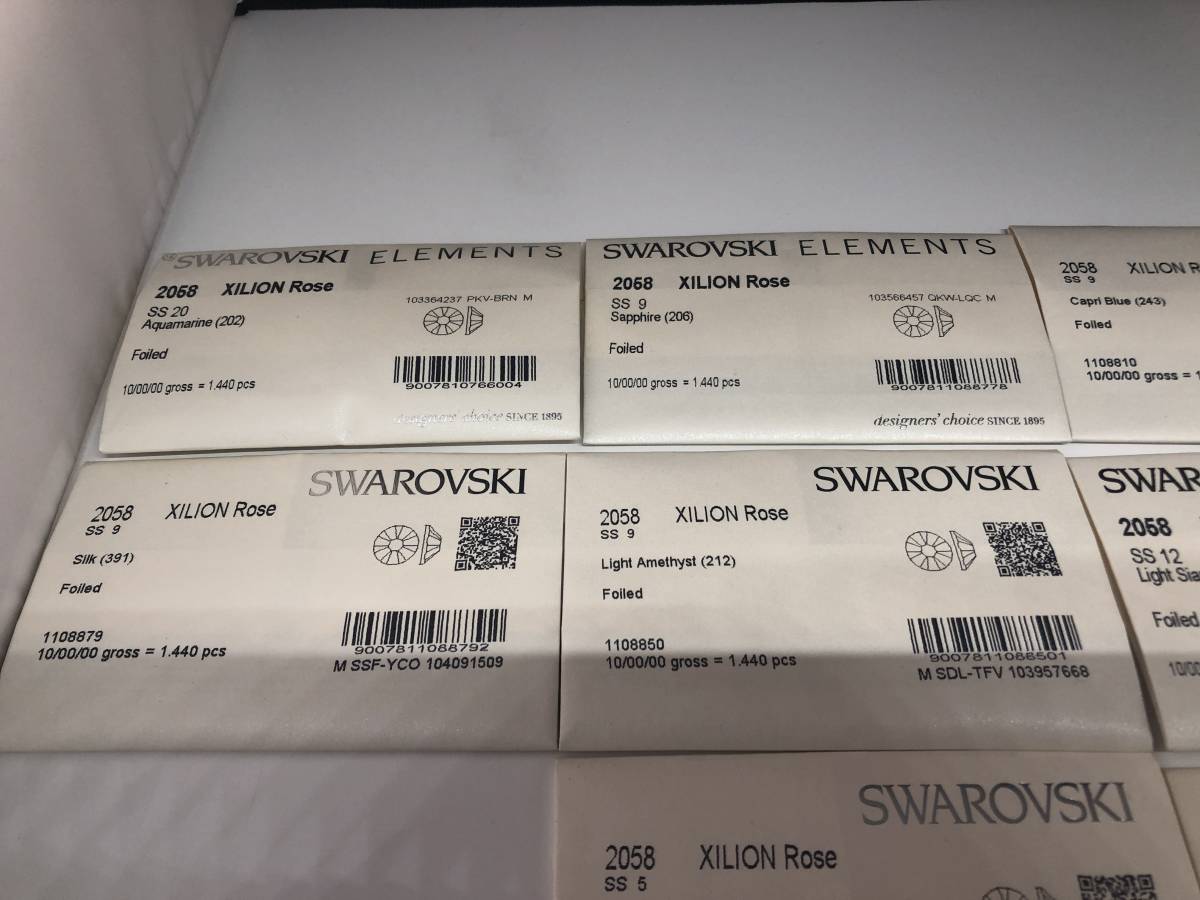 SWAROVSKI ELEMENTS
2058 XILION Rose
SS 20
Aquamarine (202)
103364237 PKV-BRN M
Foiled
10/00/00 gross = 1.440 pcs
9007810766004
designers' choice SINCE 1895
SWAROVSKI ELEMENTS
2058 XILION Rose
SS 9
Sapphire (206)
103566457 QKW-LQC M
Foiled
10/00/00 gross = 1.440 pcs
9007811088778
designers' choice SINCE 1895
2058 XILION R
SS 9
Capri Blue (243)
Foiled
1108810
10/00/00 gross = 1
SWAROVSKI
2058 XILION Rose
SS 9
Silk (391)
Foiled
1108879
10/00/00 gross = 1.440 pcs
9007811088792
M SSF-YCO 104091509
SWAROVSKI
2058 XILION Rose
SS 9
Light Amethyst (212)
Foiled
1108850
10/00/00 gross = 1.440 pcs
9007811088501
M SDL-TFV 103957668
SWAR
2058
SS 12
Light Sia
Foiled
10/00
SWAROVSKI
2058 XILION Rose
SS 5